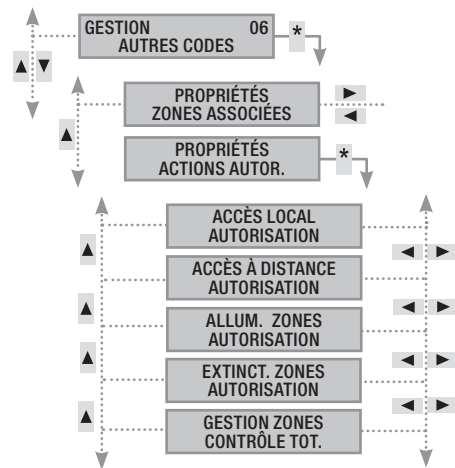 GESTION 06
AUTRES CODES
*
PROPRIÉTÉS
ZONES ASSOCIÉES
PROPRIÉTÉS
ACTIONS AUTOR.
*
ACCÈS LOCAL
AUTORISATION
ACCÈS À DISTANCE
AUTORISATION
ALLUM. ZONES
AUTORISATION
EXTINCT. ZONES
AUTORISATION
GESTION ZONES
CONTRÔLE TOT.